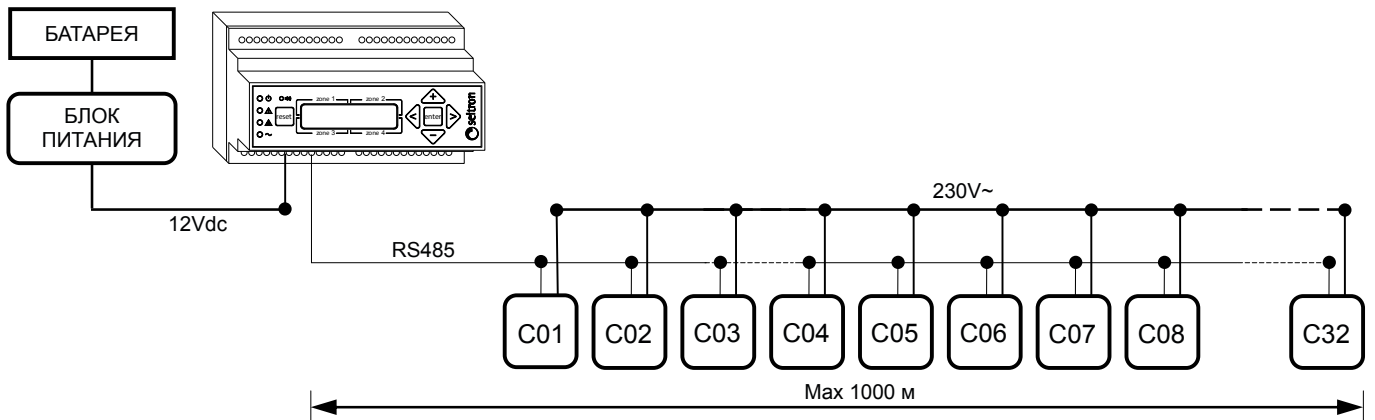 БАТАРЕЯ
БЛОК
ПИТАНИЯ
12Vdc
zone 1
zone 2
reset
enter
zone 3
zone 4
seitron
RS485
230V~
C01
C02
C03
C04
C05
C06
C07
C08
C32
Max 1000 м